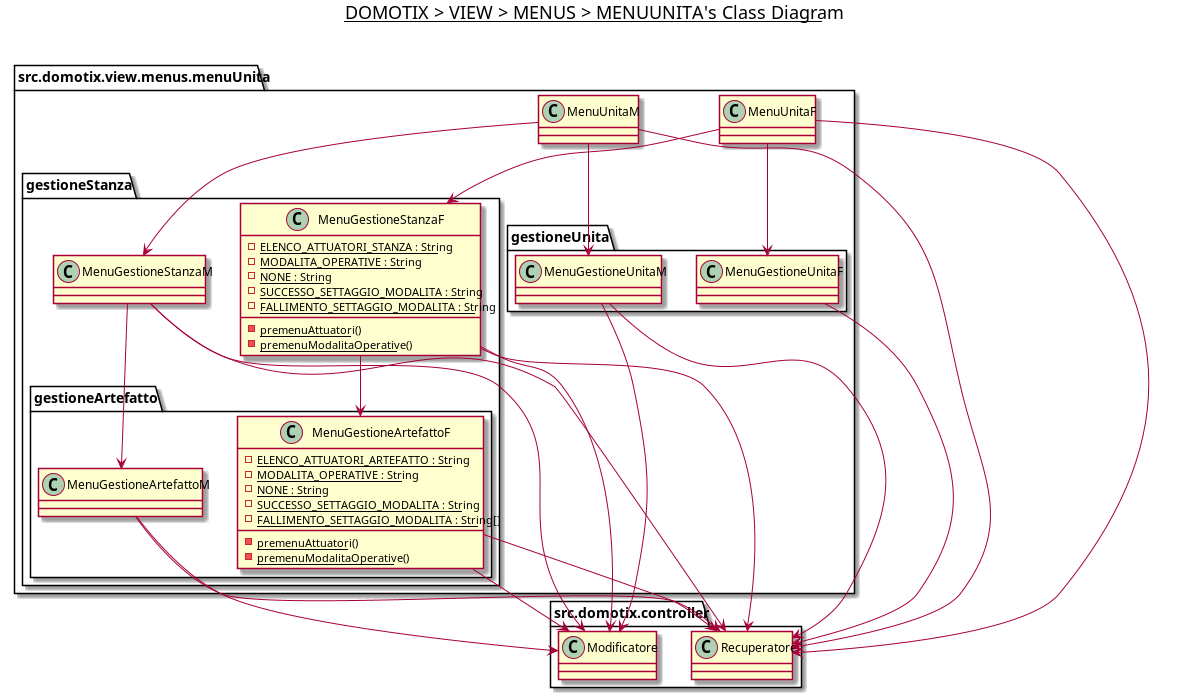 DOMOTIX > VIEW > MENUS > MENUUNITA's Class Diagram
src.domotix.view.menus.menuUnita
C MenuUnitaM
C MenuUnitaF
gestioneStanza
C MenuGestioneStanzaF
ELENCO_ATTUATORI_STANZA : String
MODALITA_OPERATIVE : String
NONE : String
SUCCESSO_SETTAGGIO_MODALITA : String
FALLIMENTO_SETTAGGIO_MODALITA : String
premenuAttuatori()
premenuModalitaOperative()
C MenuGestioneStanzaM
gestioneUnita
C MenuGestioneUnitaM
C MenuGestioneUnitaF
gestioneArtefatto
C MenuGestioneArtefattoF
ELENCO_ATTUATORI_ARTEFATTO : String
MODALITA_OPERATIVE : String
NONE : String
SUCCESSO_SETTAGGIO_MODALITA : String
FALLIMENTO_SETTAGGIO_MODALITA : String[]
premenuAttuatori()
premenuModalitaOperative()
C MenuGestioneArtefattoM
src.domotix.controller
C Modificatore
C Recuperatore